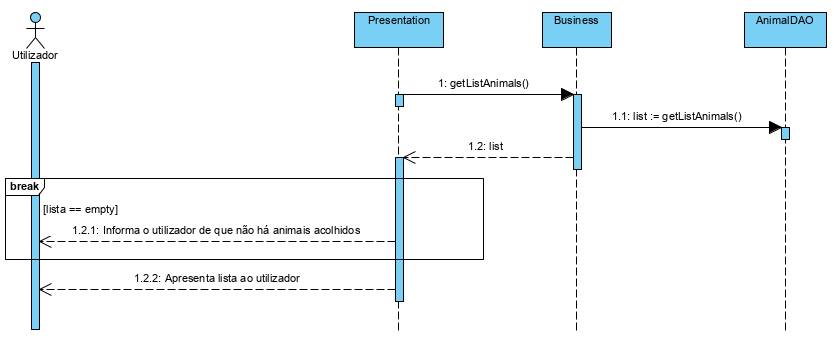 Presentation
Business
AnimalDAO
Utilizador
1: getListAnimals()
1.1: list := getListAnimals()
1.2: list
break
[lista == empty]
1.2.1: Informa o utilizador de que não há animais acolhidos
1.2.2: Apresenta lista ao utilizador